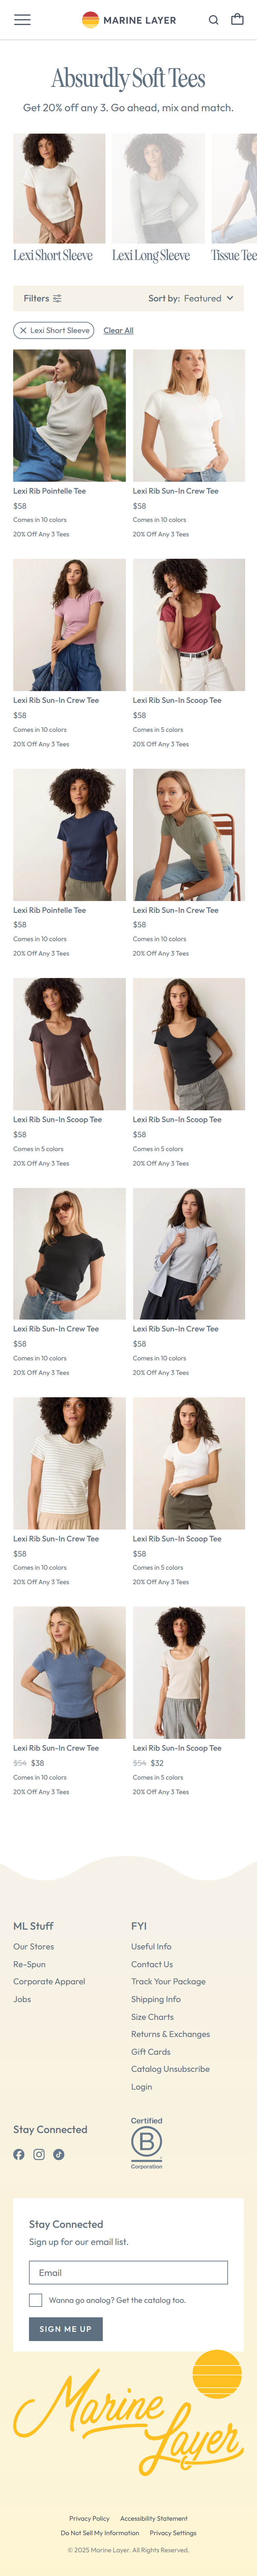 MARINE LAYER
Absurdly Soft Tees
Get 20% off any 3. Go ahead, mix and match.
Lexi Short Sleeve
Lexi Long Sleeve
Tissue Tee
Filters
Sort by: Featured
Lexi Short Sleeve
Clear All
Lexi Rib Pointelle Tee
$58
Comes in 10 colors
20% Off Any 3 Tees
Lexi Rib Sun-In Crew Tee
$58
Comes in 10 colors
20% Off Any 3 Tees
Lexi Rib Sun-In Crew Tee
$58
Comes in 10 colors
20% Off Any 3 Tees
Lexi Rib Sun-In Scoop Tee
$58
Comes in 5 colors
20% Off Any 3 Tees
Lexi Rib Pointelle Tee
$58
Comes in 10 colors
20% Off Any 3 Tees
Lexi Rib Sun-In Crew Tee
$58
Comes in 10 colors
20% Off Any 3 Tees
Lexi Rib Sun-In Scoop Tee
$58
Comes in 5 colors
20% Off Any 3 Tees
Lexi Rib Sun-In Scoop Tee
$58
Comes in 5 colors
20% Off Any 3 Tees
Lexi Rib Sun-In Crew Tee
$58
Comes in 10 colors
20% Off Any 3 Tees
Lexi Rib Sun-In Crew Tee
$58
Comes in 10 colors
20% Off Any 3 Tees
Lexi Rib Sun-In Crew Tee
$58
Comes in 10 colors
20% Off Any 3 Tees
Lexi Rib Sun-In Scoop Tee
$58
Comes in 5 colors
20% Off Any 3 Tees
Lexi Rib Sun-In Crew Tee
$54 $38
Comes in 10 colors
20% Off Any 3 Tees
Lexi Rib Sun-In Scoop Tee
$54 $32
Comes in 5 colors
20% Off Any 3 Tees
ML Stuff
Our Stores
Re-Spun
Corporate Apparel
Jobs
FYI
Useful Info
Contact Us
Track Your Package
Shipping Info
Size Charts
Returns & Exchanges
Gift Cards
Catalog Unsubscribe
Login
Stay Connected
Certified
B
Corporation
Stay Connected
Sign up for our email list.
Email
Wanna go analog? Get the catalog too.
SIGN ME UP
Marine
Layer
Privacy Policy
Accessibility Statement
Do Not Sell My Information
Privacy Settings
© 2025 Marine Layer. All Rights Reserved.